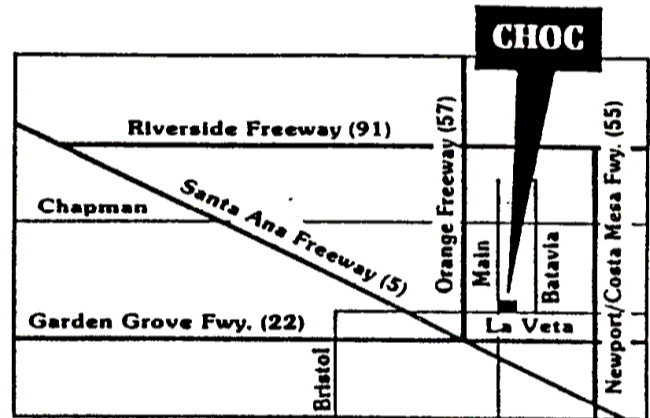 CHOC
Riverside Freeway (91)
Orange Freeway (57)
Newport/Costa Mesa Fwy. (55)
Santa Ana Freeway (5)
Chapman
Main
Batavia
Garden Grove Fwy. (22)
La Veta
Bristol